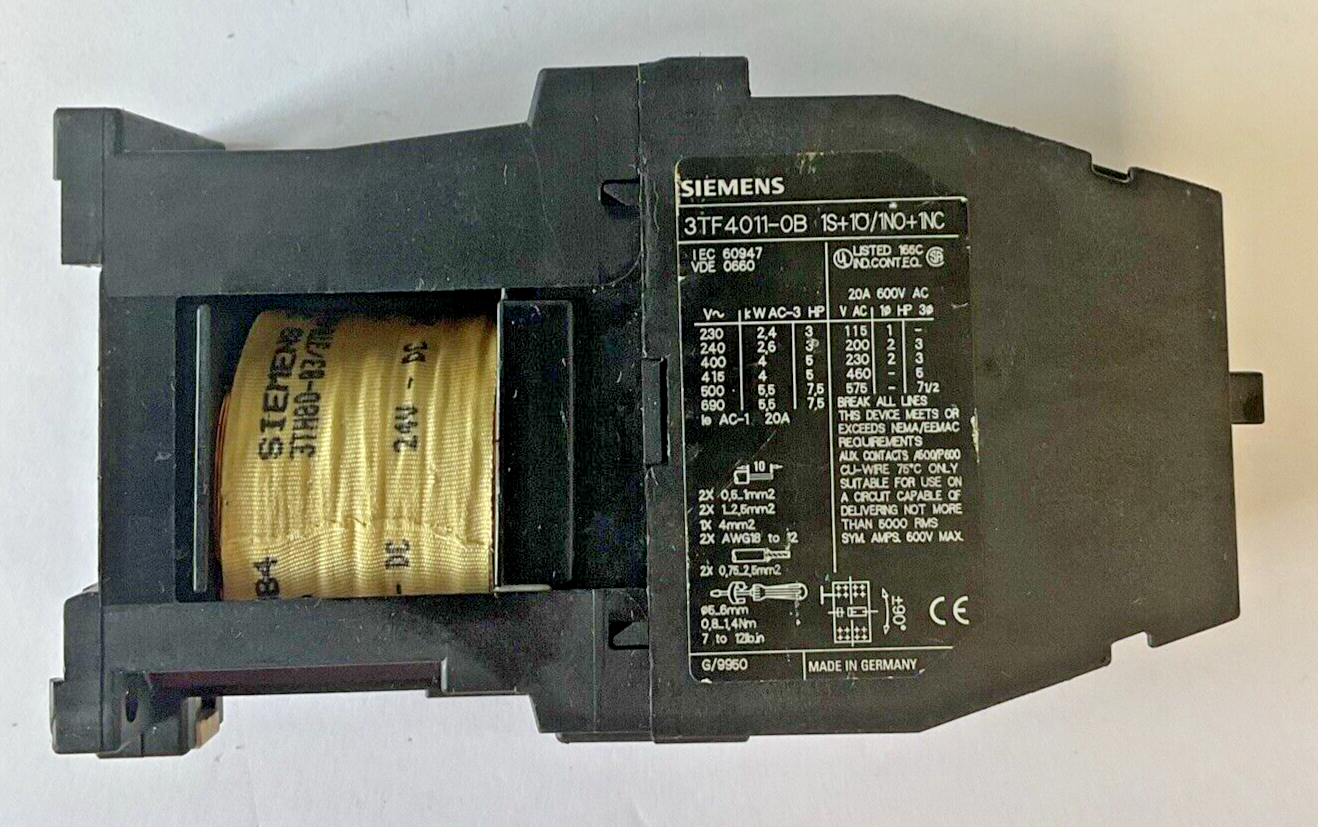 SIEMENS
3TF4011-0B 1S+1Ö/1NO+1NC
IEC 60947
VDE 0660
V~ kW AC-3 HP
230 2,4 3
240 2,6 3
400 4 5
415 4 5
500 5,5 7,5
690 5,5 7,5
Ie AC-1 20A
10
2X 0,5..1mm2
2X 1..2,5mm2
1X 4mm2
2X AWG18 to 12
2X 0,75..2,5mm2
ø5..6mm
0,8..1,4Nm
7 to 12lb.in
UL LISTED 166C
IND.CONT.EQ.
20A 600V AC
V AC 1ø HP 3ø
115 1 -
200 2 3
230 2 3
460 - 5
575 - 7 1/2
BREAK ALL LINES
THIS DEVICE MEETS OR
EXCEEDS NEMA/EEMAC
REQUIREMENTS
AUX. CONTACTS A600/P600
CU-WIRE 75°C ONLY
SUITABLE FOR USE ON
A CIRCUIT CAPABLE OF
DELIVERING NOT MORE
THAN 5000 RMS
SYM. AMPS. 600V MAX.
±90°
CE
G/9950 MADE IN GERMANY
SIEMENS
24V - DC
84
- DC